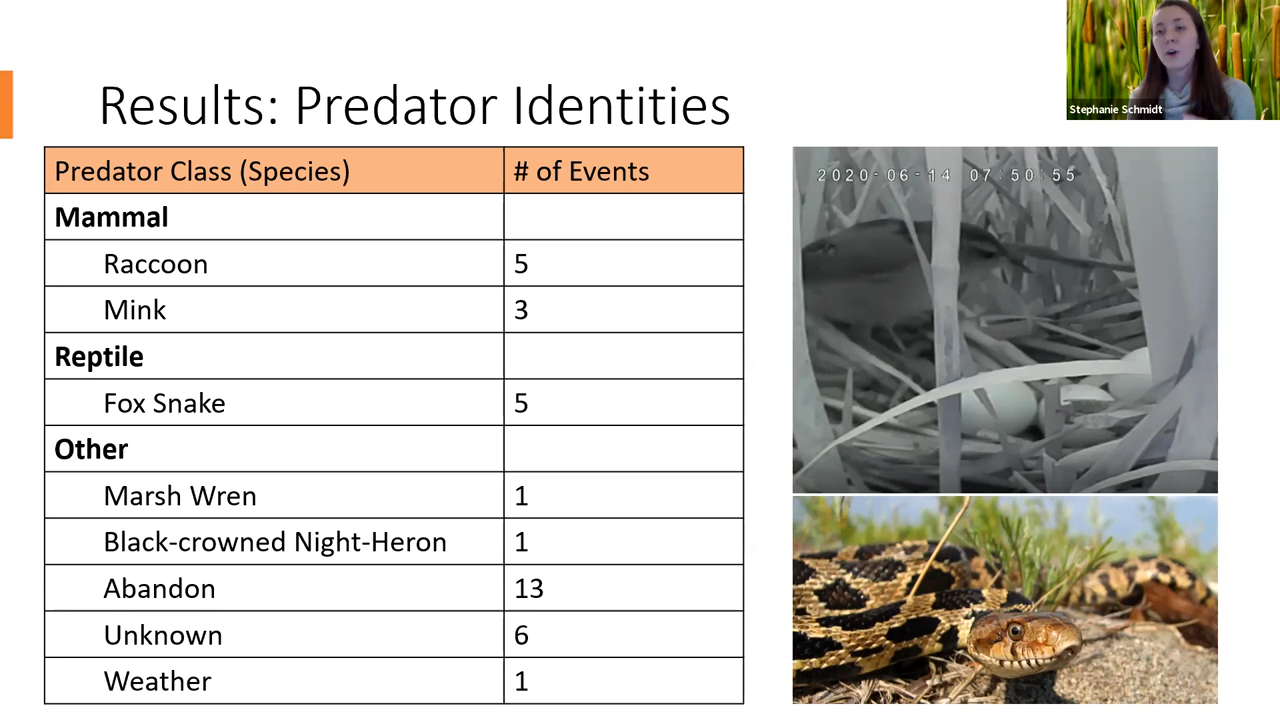 Stephanie Schmidt
Results: Predator Identities
Predator Class (Species) # of Events
Mammal
Raccoon 5
Mink 3
Reptile
Fox Snake 5
Other
Marsh Wren 1
Black-crowned Night-Heron 1
Abandon 13
Unknown 6
Weather 1
2020-06-14 07:50:55